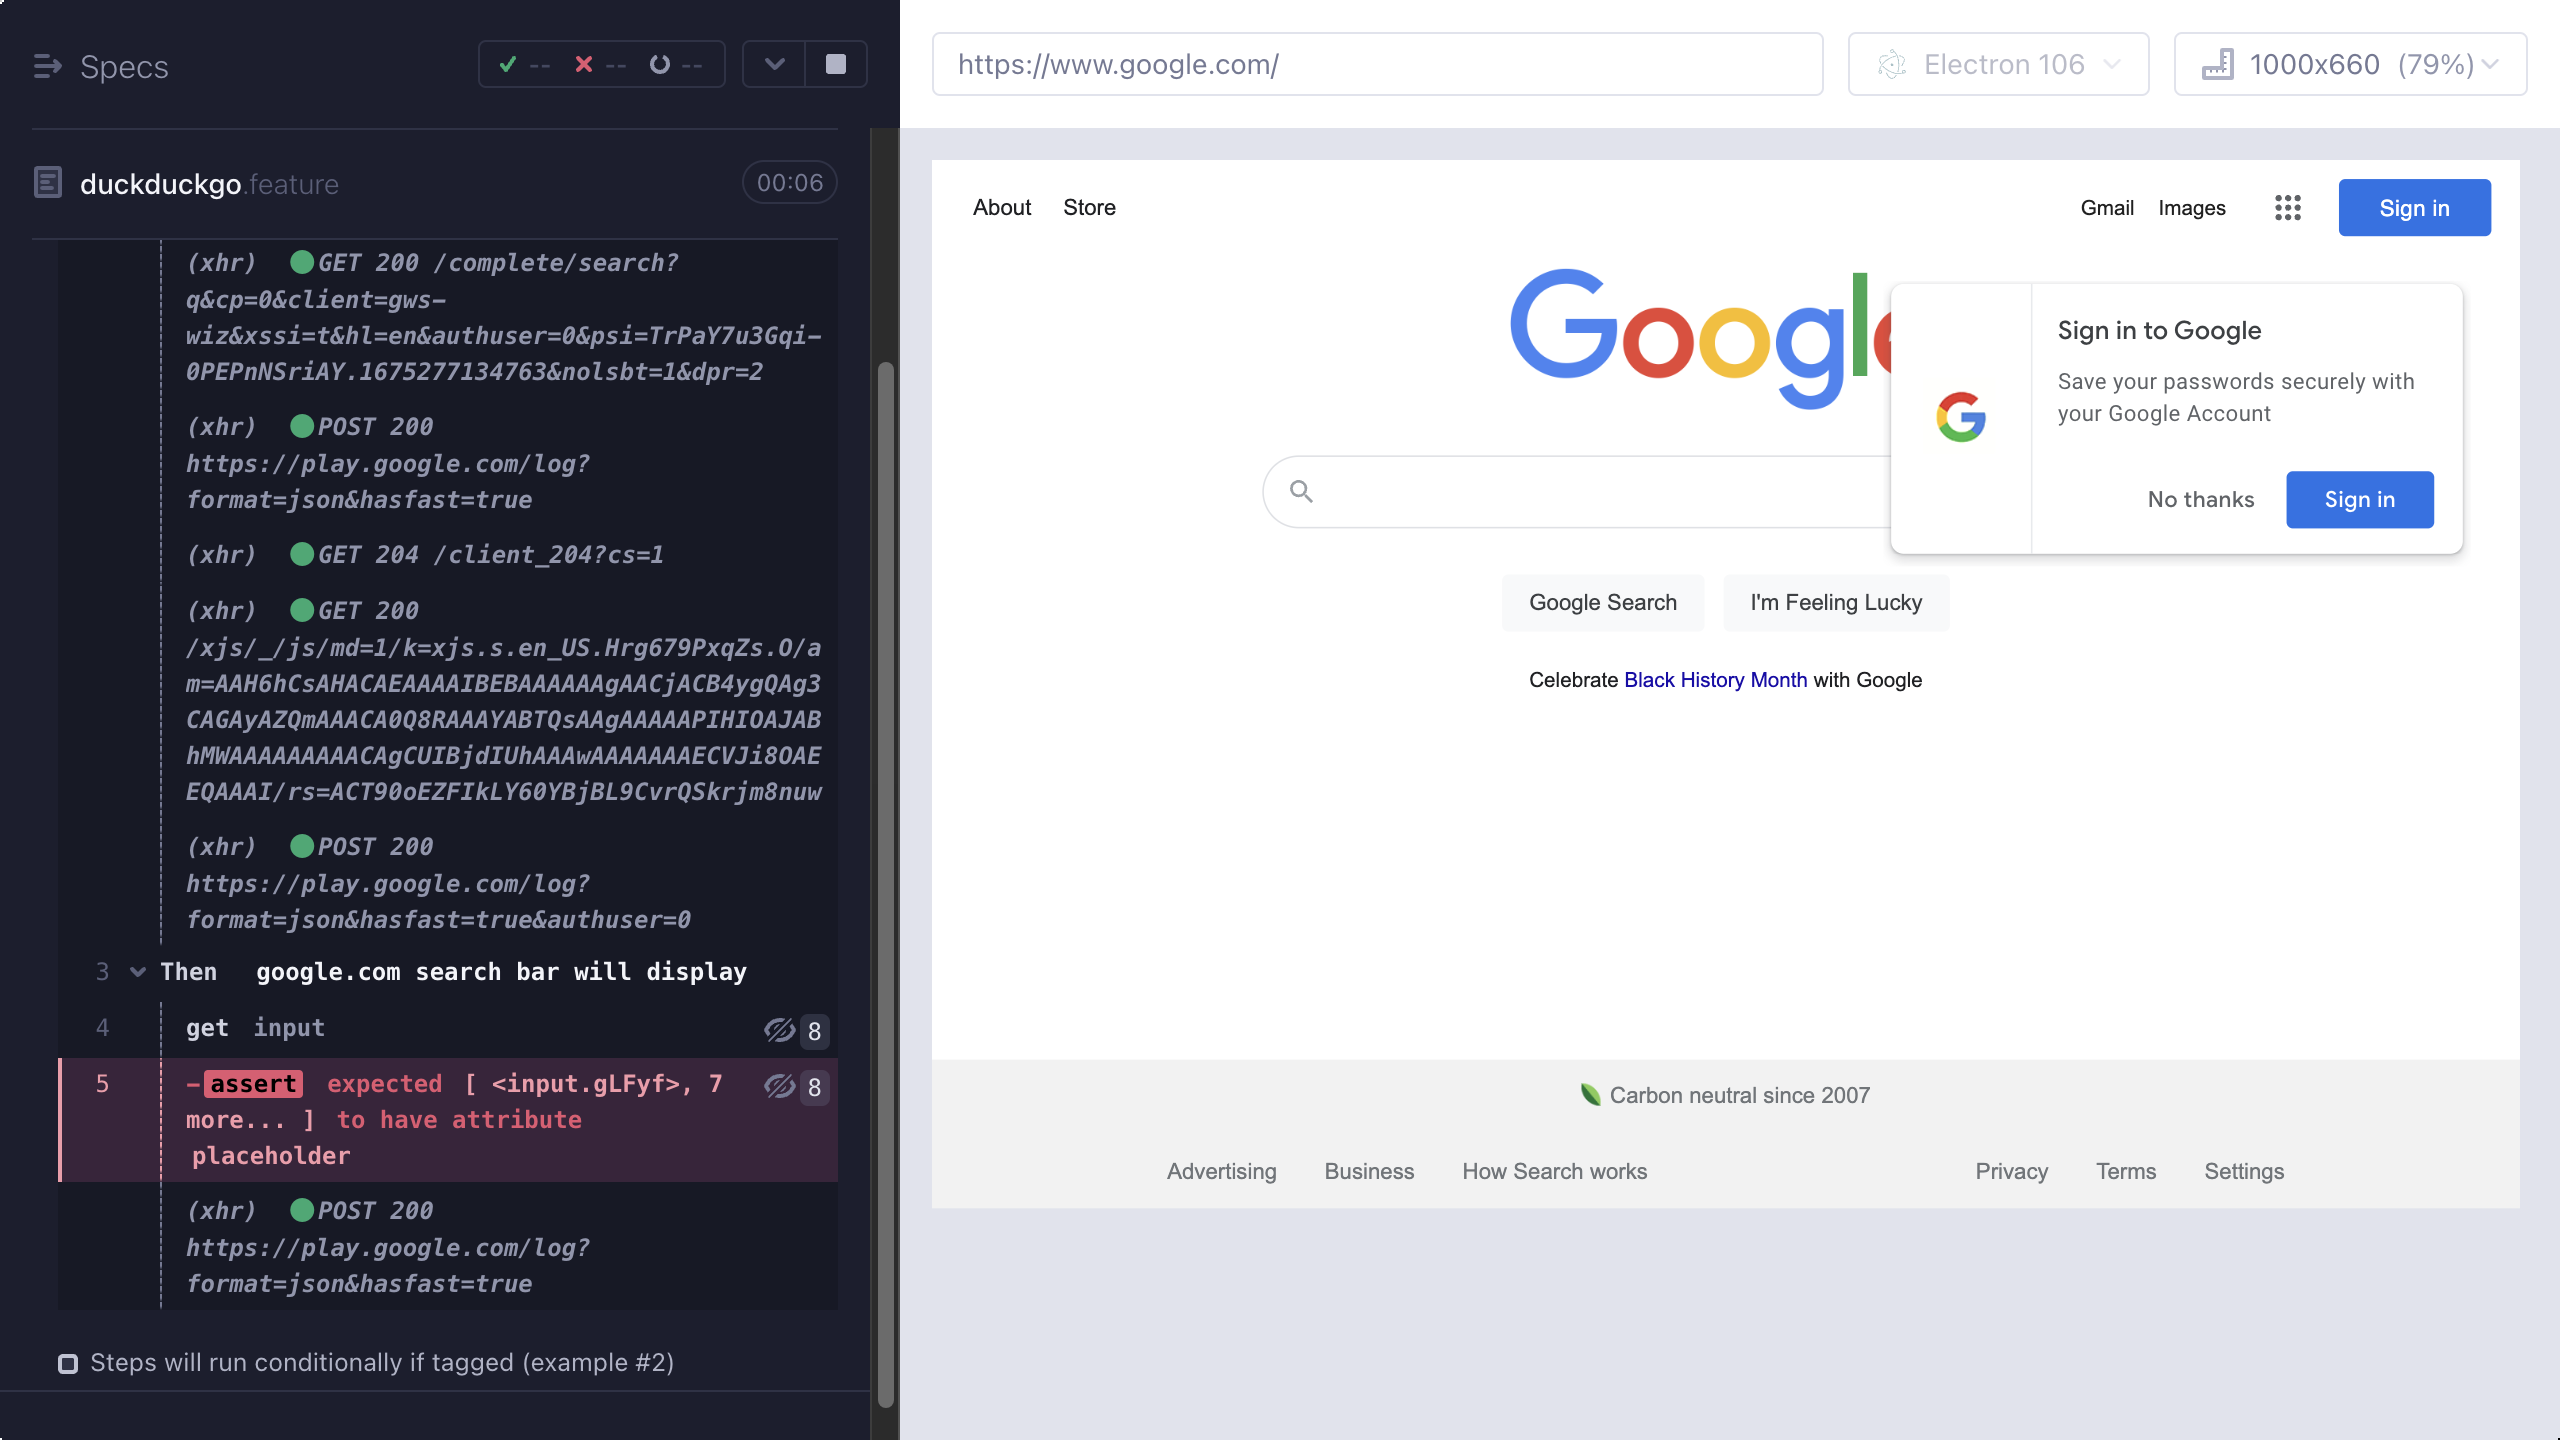 Specs
-- -- --
duckduckgo.feature
00:06
(xhr) GET 200 /complete/search?
q&cp=0&client=gws-
wiz&xssi=t&hl=en&authuser=0&psi=TrPaY7u3Gqi-
0PEPnNSriAY.1675277134763&nolsbt=1&dpr=2
(xhr) POST 200
https://play.google.com/log?
format=json&hasfast=true
(xhr) GET 204 /client_204?cs=1
(xhr) GET 200
/xjs/_/js/md=1/k=xjs.s.en_US.Hrg679PxqZs.O/a
m=AAH6hCsAHACAEAAAAIBEBAAAAAAgAACjACB4ygQAg3
CAGAyAZQmAAACA0Q8RAAAYABTQsAAgAAAAAPIHIOAJAB
hMWAAAAAAAAACAgCUIBjdIUhAAAwAAAAAAAECVJi8OAE
EQAAAI/rs=ACT90oEZFIkLY60YBjBL9CvrQSkrjm8nuw
(xhr) POST 200
https://play.google.com/log?
format=json&hasfast=true&authuser=0
3 Then google.com search bar will display
4 get input 8
5 -assert expected [ <input.gLFyf>, 7 8
more... ] to have attribute
placeholder
(xhr) POST 200
https://play.google.com/log?
format=json&hasfast=true
Steps will run conditionally if tagged (example #2)
https://www.google.com/
Electron 106
1000x660 (79%)
About Store
Gmail Images
Sign in
Google
Sign in to Google
Save your passwords securely with
your Google Account
No thanks Sign in
Google Search I'm Feeling Lucky
Celebrate Black History Month with Google
Carbon neutral since 2007
Advertising Business How Search works Privacy Terms Settings